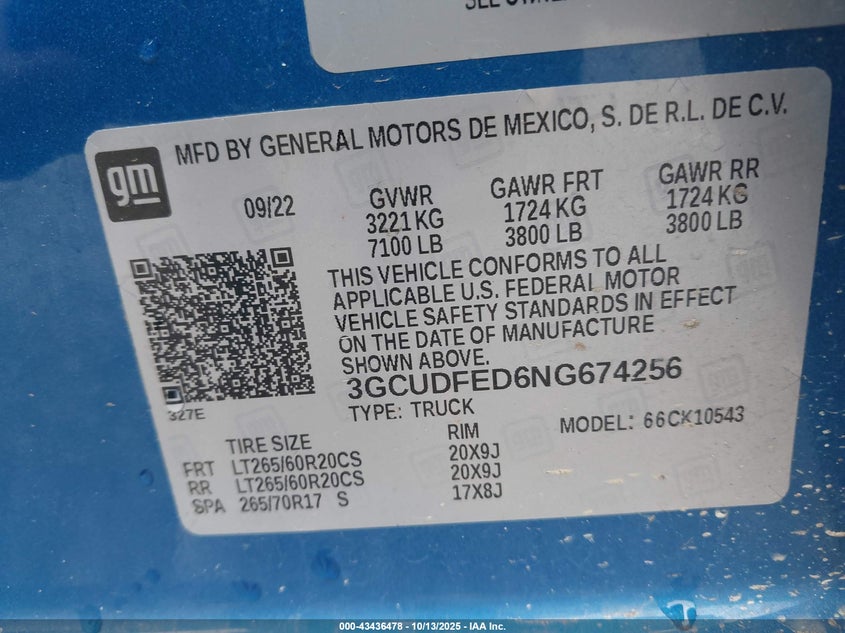 gm
MFD BY GENERAL MOTORS DE MEXICO, S. DE R.L. DE C.V.
09/22
GVWR
3221 KG
7100 LB
GAWR FRT
1724 KG
3800 LB
GAWR RR
1724 KG
3800 LB
THIS VEHICLE CONFORMS TO ALL
APPLICABLE U.S. FEDERAL MOTOR
VEHICLE SAFETY STANDARDS IN EFFECT
ON THE DATE OF MANUFACTURE
SHOWN ABOVE.
3GCUDFED6NG674256
327E
TYPE: TRUCK
MODEL: 66CK10543
TIRE SIZE RIM
FRT LT265/60R20CS 20X9J
RR LT265/60R20CS 20X9J
SPA 265/70R17 S 17X8J
000-43436478 - 10/13/2025 - IAA Inc.